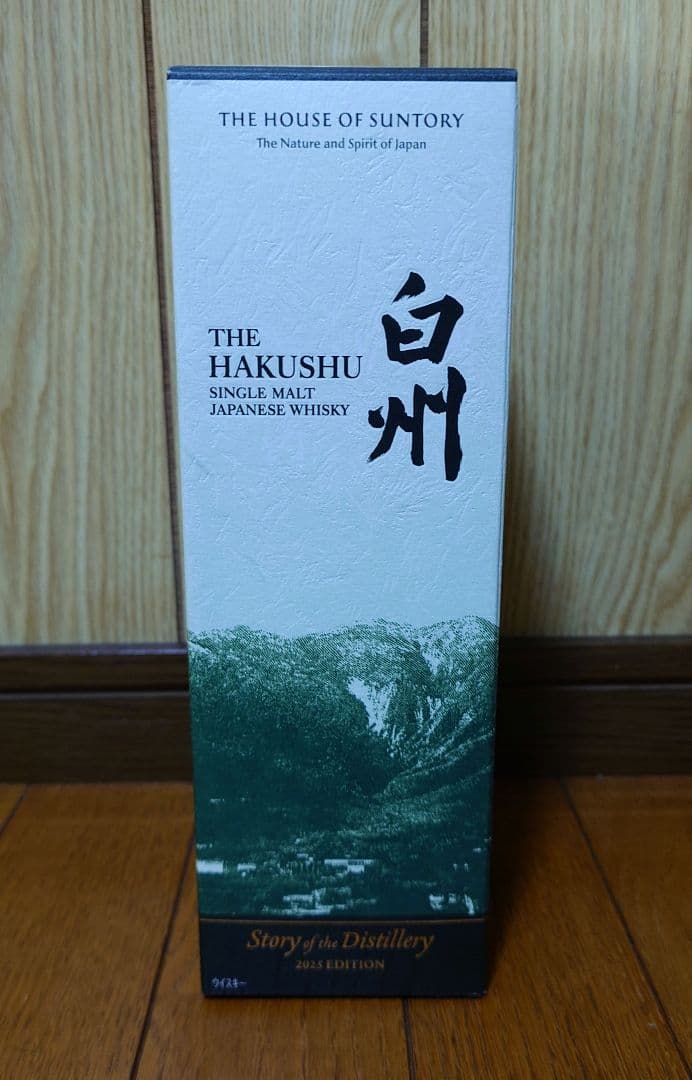 THE HOUSE OF SUNTORY
The Nature and Spirit of Japan
白州
THE
HAKUSHU
SINGLE MALT
JAPANESE WHISKY
Story of the Distillery
2025 EDITION
ウイスキー